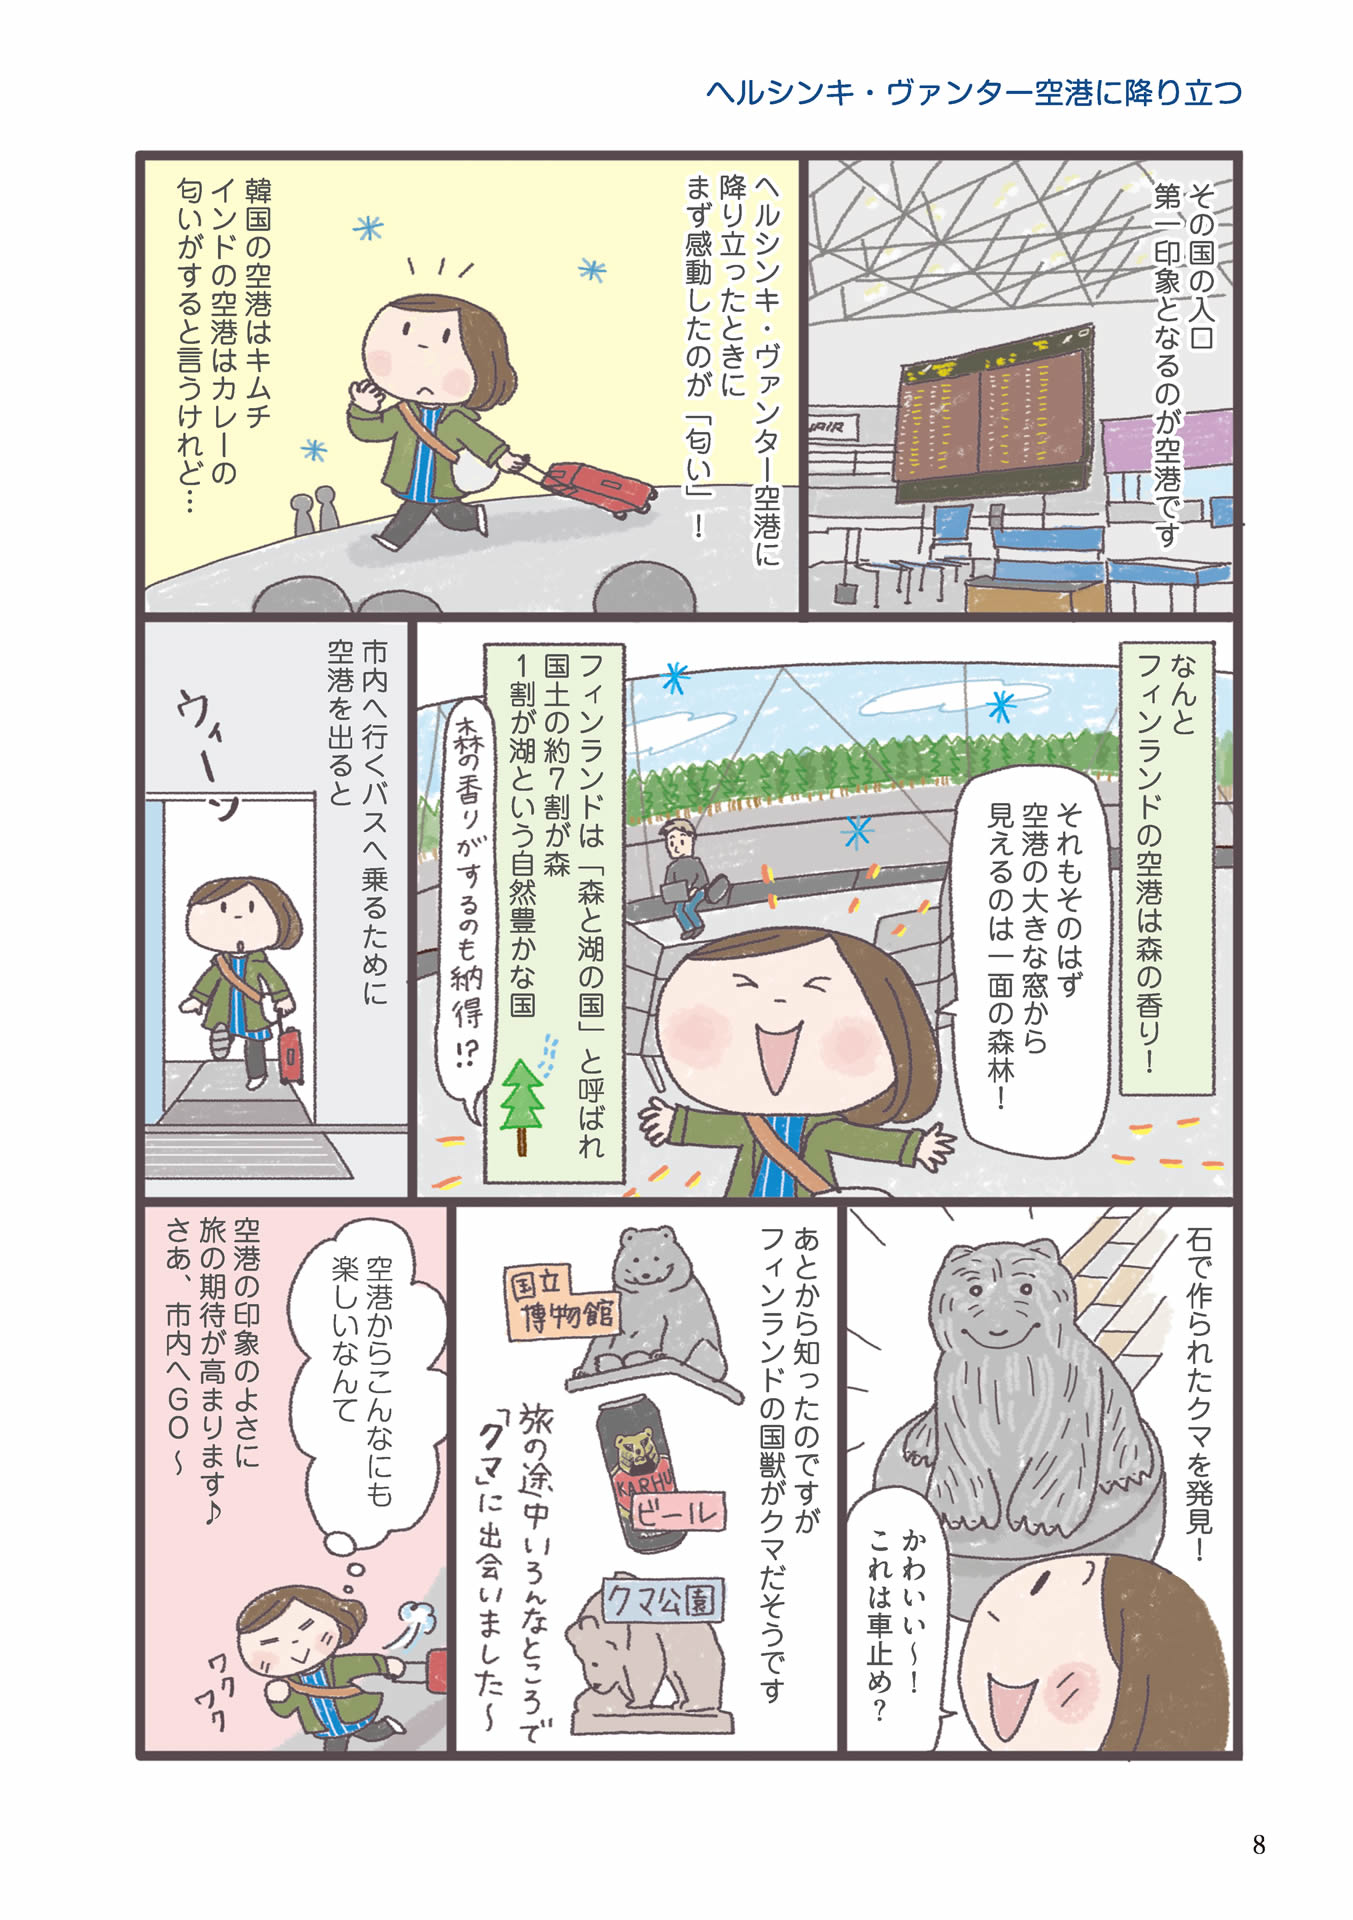 ヘルシンキ・ヴァンター空港に降り立つ
その国の入口
第一印象となるのが空港です
ヘルシンキ・ヴァンター空港に
降り立ったときに
まず感動したのが「匂い」！
韓国の空港はキムチ
インドの空港はカレーの
匂いがすると言うけれど…
なんと
フィンランドの空港は森の香り！
それもそのはず
空港の大きな窓から
見えるのは一面の森林！
フィンランドは「森と湖の国」と呼ばれ
国土の約7割が森
1割が湖という自然豊かな国
森の香りがするのも納得!?
市内へ行くバスへ乗るために
空港を出ると
ウィーッ
石で作られたクマを発見！
かわいい～！
これは車止め？
あとから知ったのですが
フィンランドの国獣がクマだそうです
国立
博物館
KARHU
ビール
クマ公園
旅の途中いろんなところで
「クマ」に出会いました～
空港からこんなにも
楽しいなんて
空港の印象のよさに
旅の期待が高まります♪
さあ、市内へGO～
ワク
ワク
8